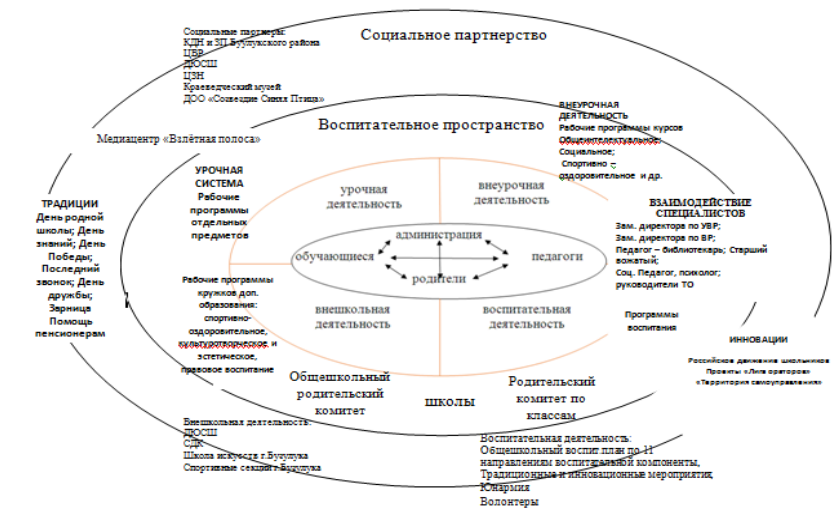 Социальные партнеры:
КДН и ЗП Бузулукского района
ЦВР
ДЮСШ
ЦЗН
Краеведческий музей
ДОО «Созвездие Синяя Птица»
Социальное партнерство
Медиацентр «Взлётная полоса»
Воспитательное пространство
ВНЕУРОЧНАЯ
ДЕЯТЕЛЬНОСТЬ
Рабочие программы курсов
Общеинтелектуальное;
Социальное;
Спортивно –
оздоровительное и др.
ТРАДИЦИИ
День родной
школы; День
знаний; День
Победы;
Последний
звонок; День
дружбы;
Зарница
Помощь
пенсионерам
УРОЧНАЯ
СИСТЕМА
Рабочие
программы
отдельных
предметов
урочная
деятельность
внеурочная
деятельность
ВЗАИМОДЕЙСТВИЕ
СПЕЦИАЛИСТОВ
Зам. директора по УВР;
Зам. директора по ВР;
Педагог – библиотекарь; Старший
вожатый;
Соц. Педагог, психолог;
руководители ТО
администрация
обучающиеся
педагоги
родители
Рабочие программы
кружков доп.
образования:
спортивно-
оздоровительное,
культуротворческое и
эстетическое,
правовое воспитание
внешкольная
деятельность
воспитательная
деятельность
Программы
воспитания
ИННОВАЦИИ
Российское движение школьников
Проекты «Лига ораторов»
«Территория самоуправления»
Общешкольный
родительский
комитет
школы
Родительский
комитет по
классам
Внешкольная деятельность:
ДЮСШ
СДК
Школа искусств г.Бузулука
Спортивные секции г.Бузулука
Воспитательная деятельность:
Общешкольный воспит.план по 11
направлениям воспитательной компоненты,
Традиционные и инновационные мероприятия,
Юнармия
Волонтеры